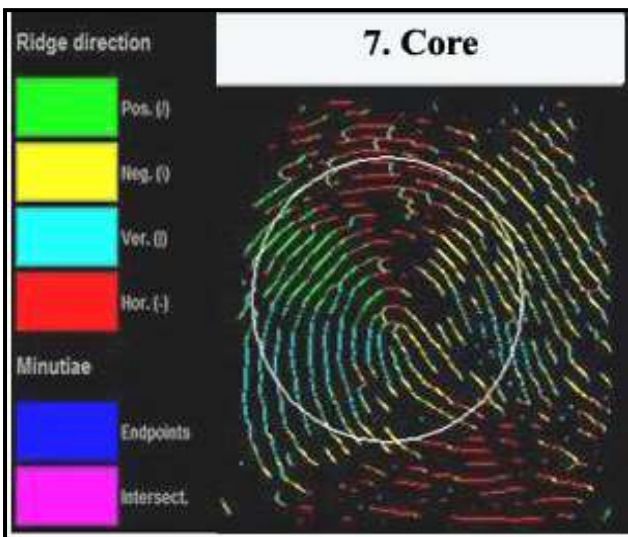 Ridge direction
7. Core
Pos. (/)
Neg. (\)
Ver. (|)
Hor. (-)
Minutiae
Endpoints
Intersect.